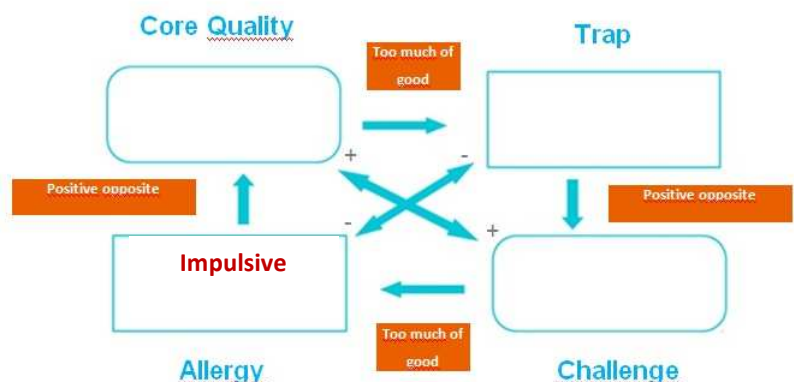 Core Quality
Trap
Too much of
good
+
-
Positive opposite
Positive opposite
-
+
Impulsive
Too much of
good
Allergy
Challenge